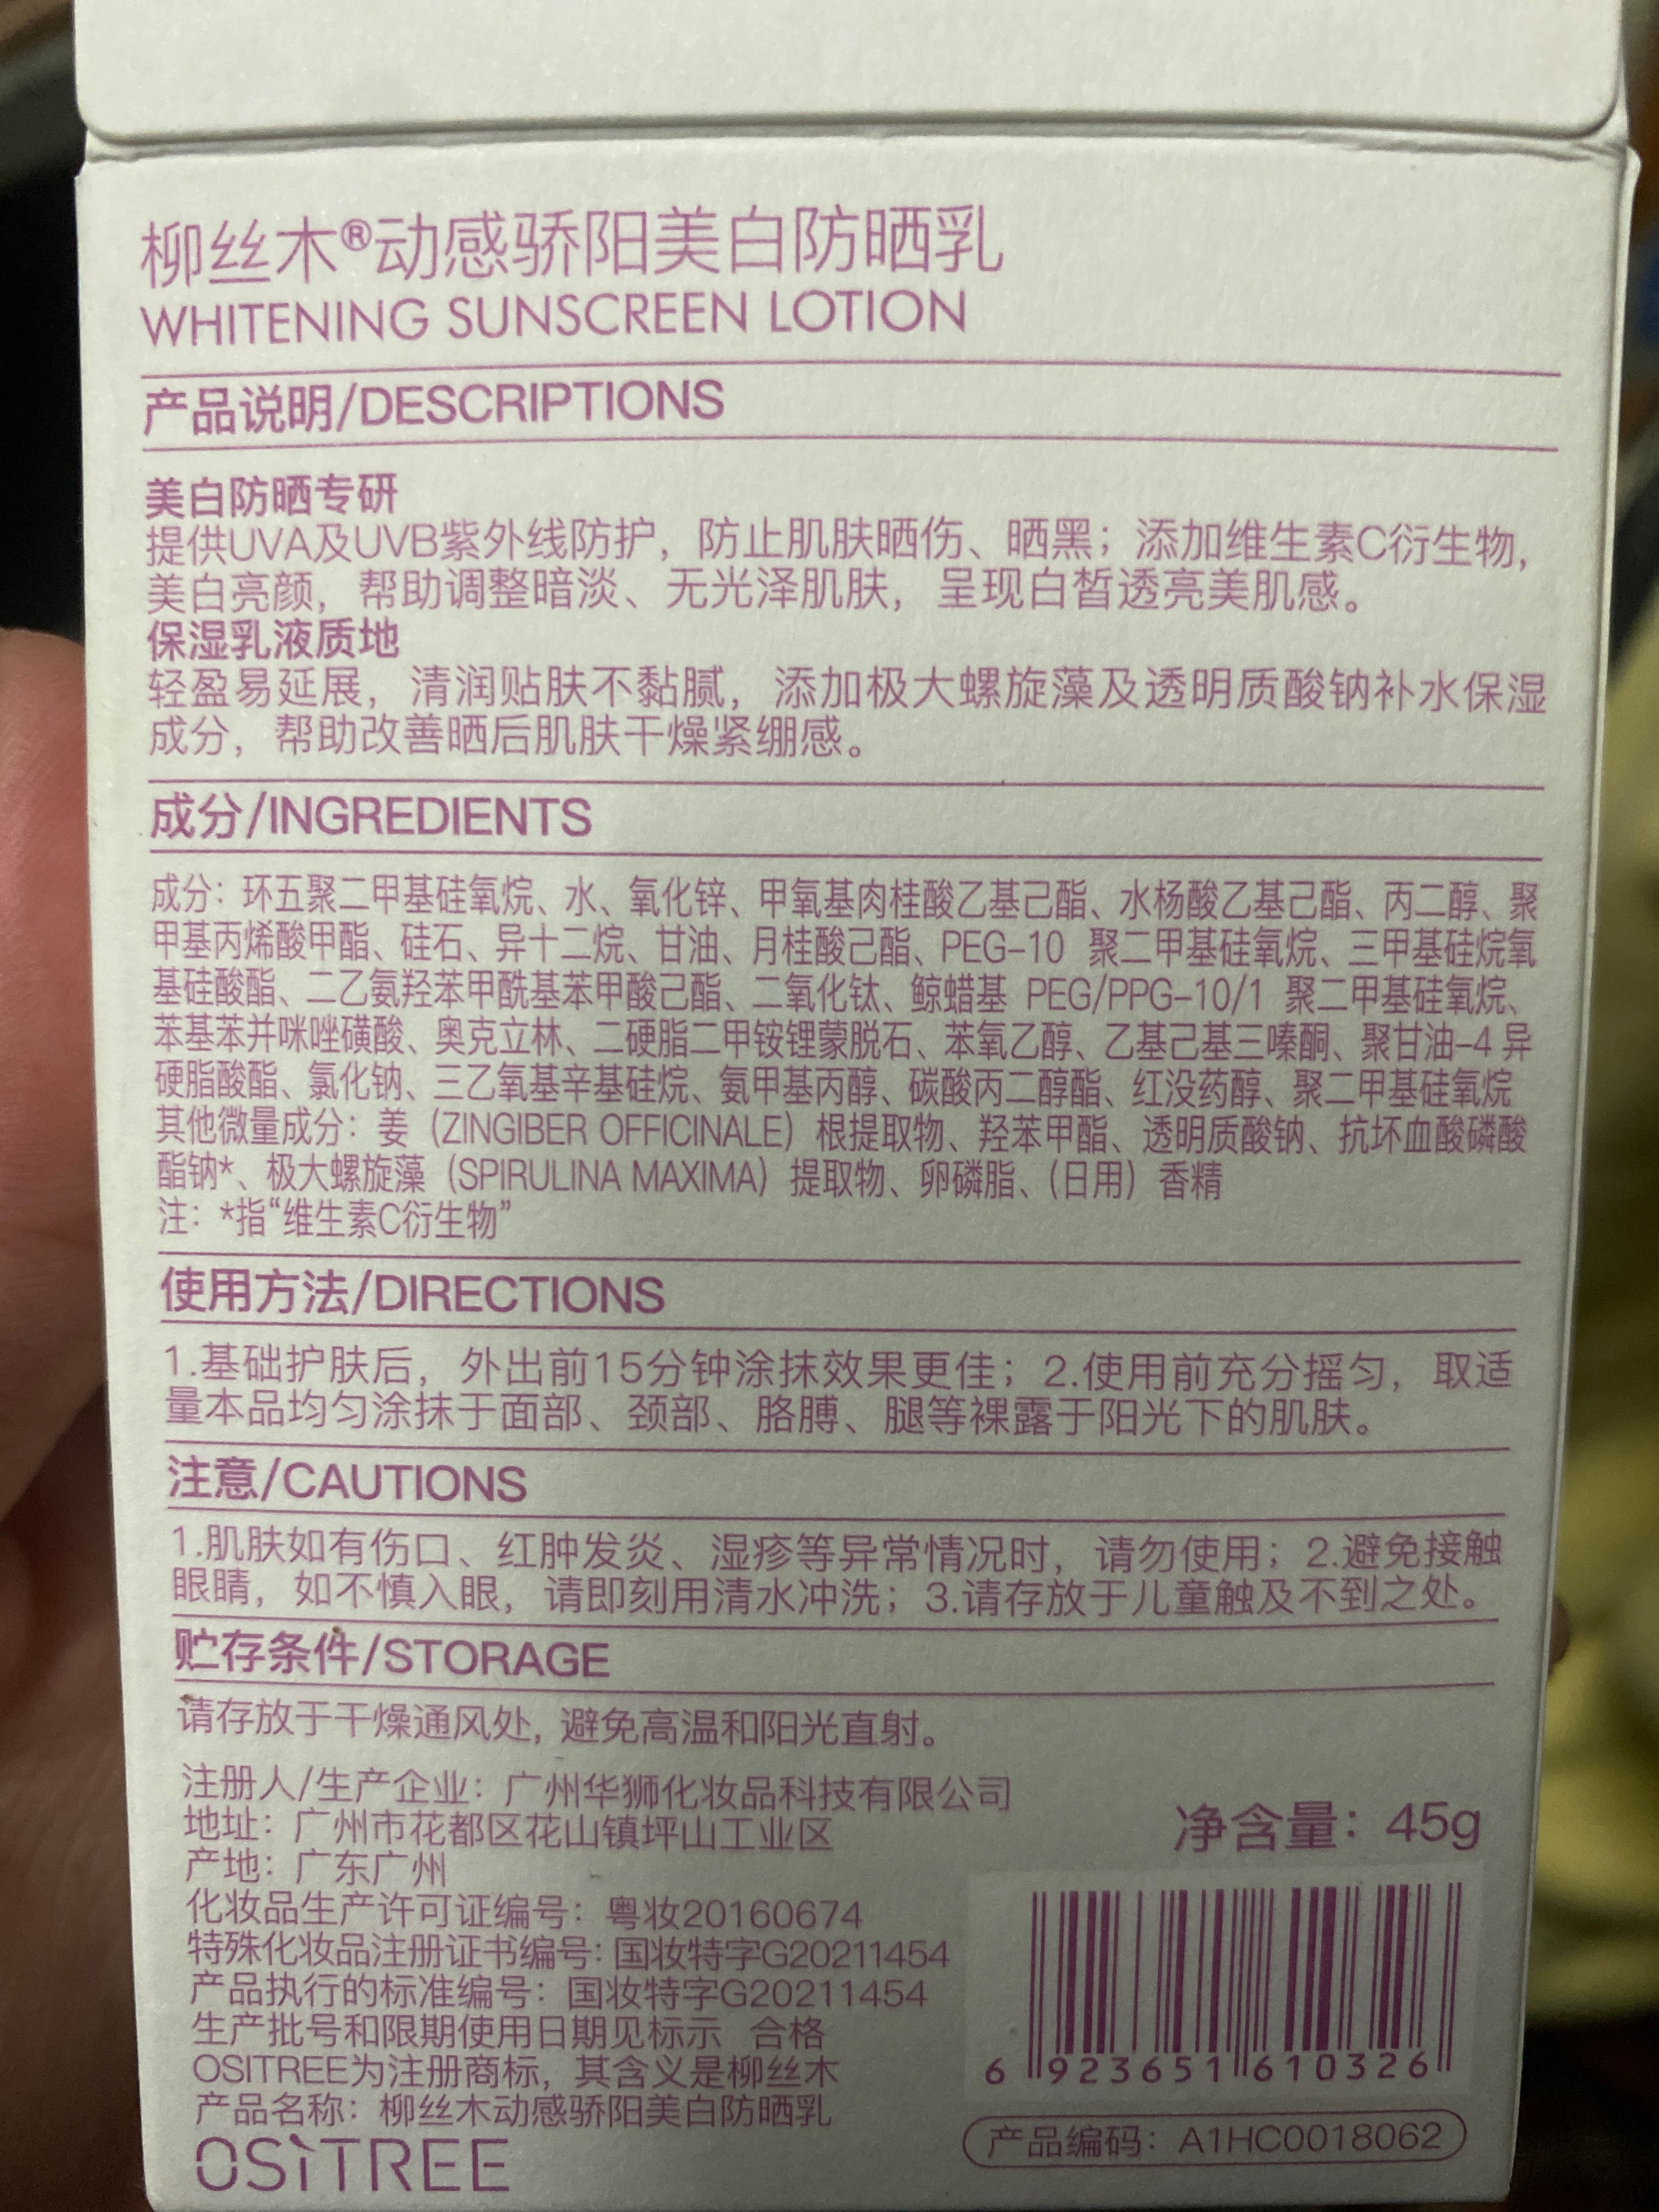 柳丝木®动感骄阳美白防晒乳
WHITENING SUNSCREEN LOTION
产品说明/DESCRIPTIONS
美白防晒专研
提供UVA及UVB紫外线防护，防止肌肤晒伤、晒黑；添加维生素C衍生物，
美白亮颜，帮助调整暗淡、无光泽肌肤，呈现白皙透亮美肌感。
保湿乳液质地
轻盈易延展，清润贴肤不黏腻，添加极大螺旋藻及透明质酸钠补水保湿
成分，帮助改善晒后肌肤干燥紧绷感。
成分/INGREDIENTS
成分：环五聚二甲基硅氧烷、水、氧化锌、甲氧基肉桂酸乙基己酯、水杨酸乙基己酯、丙二醇、聚
甲基丙烯酸甲酯、硅石、异十二烷、甘油、月桂酸己酯、PEG-10 聚二甲基硅氧烷、三甲基硅烷氧
基硅酸酯、二乙氨羟苯甲酰基苯甲酸己酯、二氧化钛、鲸蜡基 PEG/PPG-10/1 聚二甲基硅氧烷、
苯基苯并咪唑磺酸、奥克立林、二硬脂二甲铵锂蒙脱石、苯氧乙醇、乙基己基三嗪酮、聚甘油-4 异
硬脂酸酯、氯化钠、三乙氧基辛基硅烷、氨甲基丙醇、碳酸丙二醇酯、红没药醇、聚二甲基硅氧烷
其他微量成分：姜（ZINGIBER OFFICINALE）根提取物、羟苯甲酯、透明质酸钠、抗坏血酸磷酸
酯钠*、极大螺旋藻（SPIRULINA MAXIMA）提取物、卵磷脂、（日用）香精
注：*指“维生素C衍生物”
使用方法/DIRECTIONS
1.基础护肤后，外出前15分钟涂抹效果更佳；2.使用前充分摇匀，取适
量本品均匀涂抹于面部、颈部、胳膊、腿等裸露于阳光下的肌肤。
注意/CAUTIONS
1.肌肤如有伤口、红肿发炎、湿疹等异常情况时，请勿使用；2.避免接触
眼睛，如不慎入眼，请即刻用清水冲洗；3.请存放于儿童触及不到之处。
贮存条件/STORAGE
请存放于干燥通风处，避免高温和阳光直射。
注册人/生产企业：广州华狮化妆品科技有限公司
地址：广州市花都区花山镇坪山工业区
产地：广东广州
化妆品生产许可证编号：粤妆20160674
特殊化妆品注册证书编号：国妆特字G20211454
产品执行的标准编号：国妆特字G20211454
生产批号和限期使用日期见标示 合格
OSITREE为注册商标，其含义是柳丝木
产品名称：柳丝木动感骄阳美白防晒乳
OSiTREE
净含量：45g
6 923651 610326
产品编码：A1HC0018062